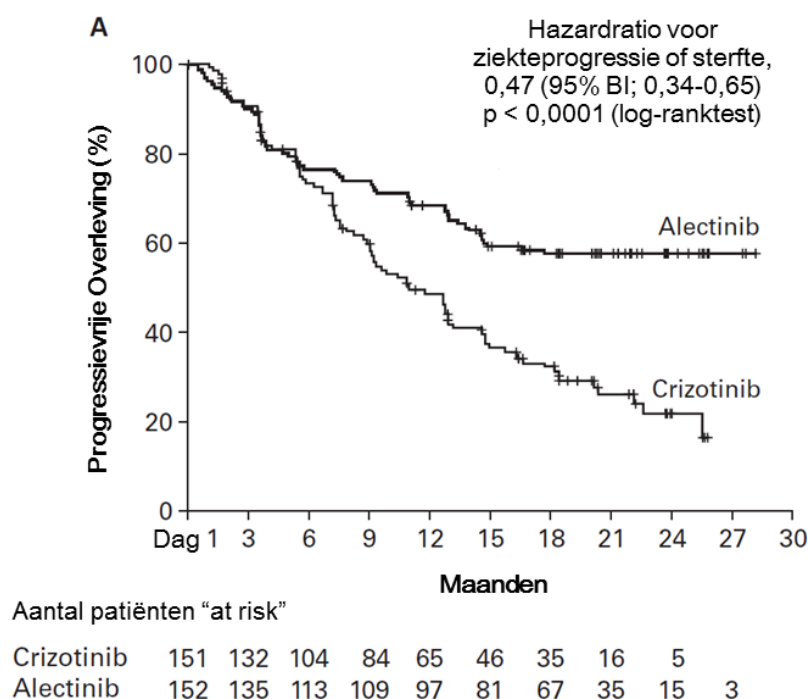 A
Hazardratio voor
ziekteprogressie of sterfte,
0,47 (95% BI; 0,34-0,65)
p < 0,0001 (log-ranktest)
100
80
60
40
20
0
Progressievrije Overleving (%)
Alectinib
Crizotinib
Dag 1 3 6 9 12 15 18 21 24 27 30
Maanden
Aantal patiënten “at risk”
Crizotinib 151 132 104 84 65 46 35 16 5
Alectinib 152 135 113 109 97 81 67 35 15 3